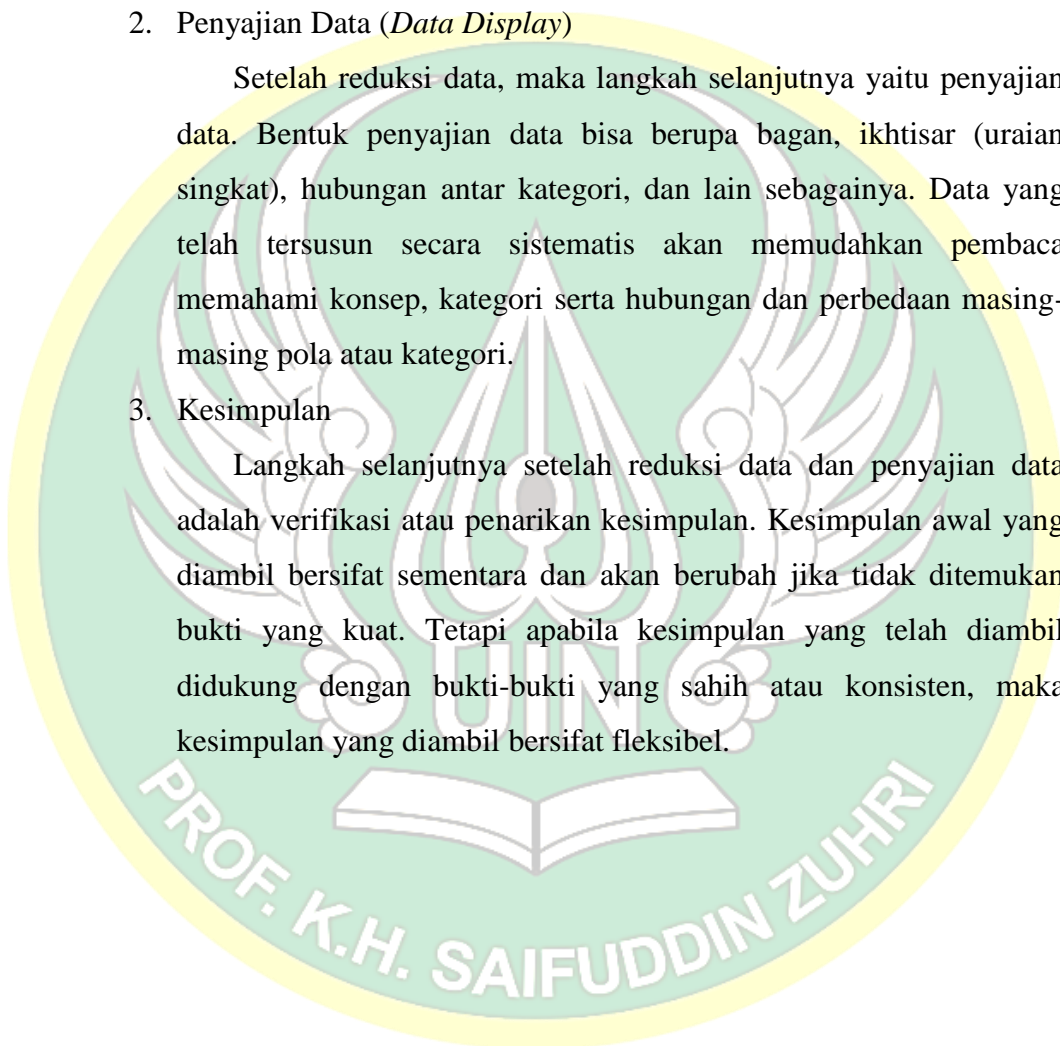 2. Penyajian Data (Data Display)
Setelah reduksi data, maka langkah selanjutnya yaitu penyajian
data. Bentuk penyajian data bisa berupa bagan, ikhtisar (uraian
singkat), hubungan antar kategori, dan lain sebagainya. Data yang
telah tersusun secara sistematis akan memudahkan pembaca
memahami konsep, kategori serta hubungan dan perbedaan masing-
masing pola atau kategori.
3. Kesimpulan
Langkah selanjutnya setelah reduksi data dan penyajian data
adalah verifikasi atau penarikan kesimpulan. Kesimpulan awal yang
diambil bersifat sementara dan akan berubah jika tidak ditemukan
bukti yang kuat. Tetapi apabila kesimpulan yang telah diambil
didukung dengan bukti-bukti yang sahih atau konsisten, maka
kesimpulan yang diambil bersifat fleksibel.
UIN
PROF. K.H. SAIFUDDIN ZUHRI